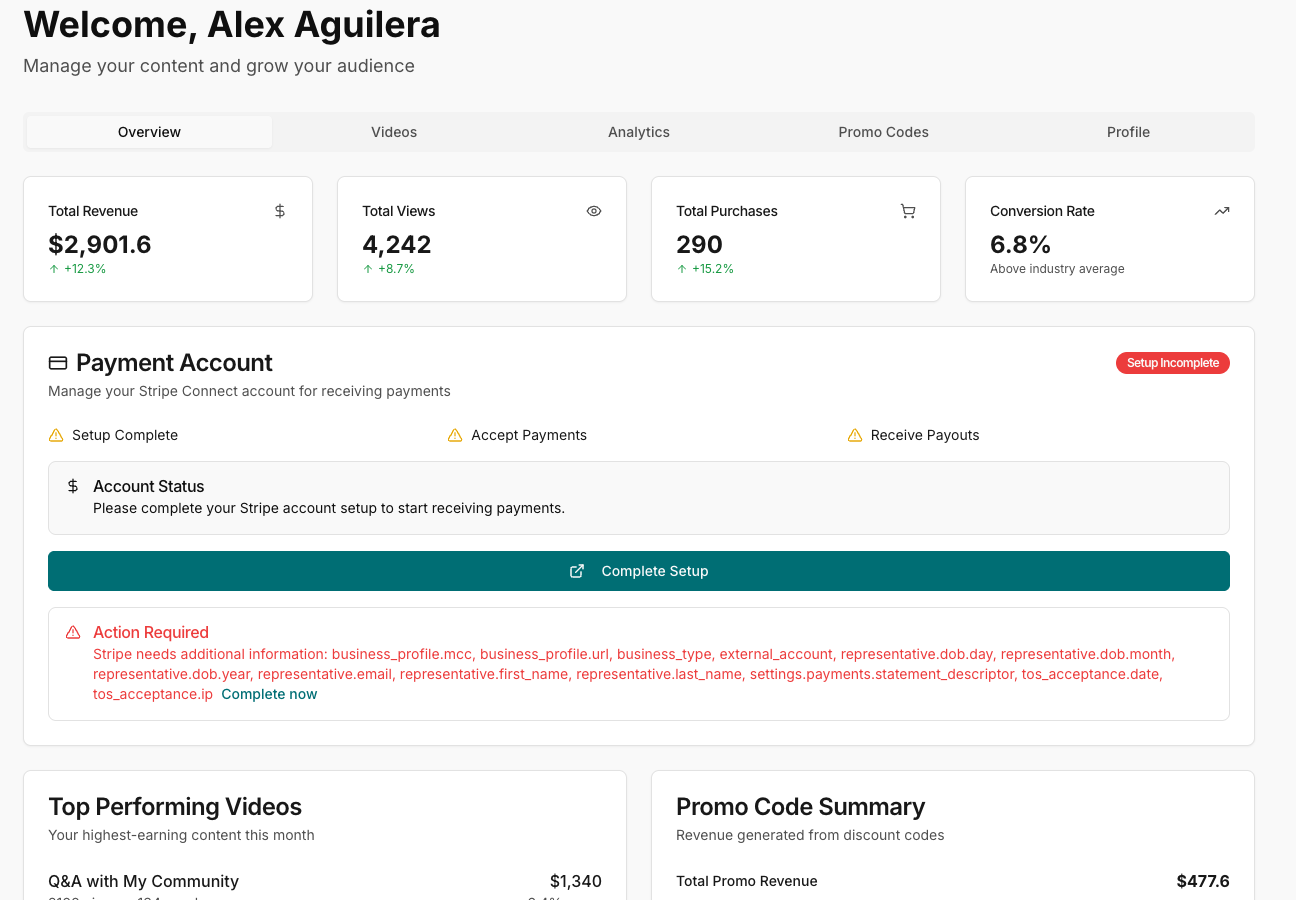 Welcome, Alex Aguilera
Manage your content and grow your audience
Overview
Videos
Analytics
Promo Codes
Profile
Total Revenue
$2,901.6
+12.3%
Total Views
4,242
+8.7%
Total Purchases
290
+15.2%
Conversion Rate
6.8%
Above industry average
Payment Account
Setup Incomplete
Manage your Stripe Connect account for receiving payments
Setup Complete
Accept Payments
Receive Payouts
Account Status
Please complete your Stripe account setup to start receiving payments.
Complete Setup
Action Required
Stripe needs additional information: business_profile.mcc, business_profile.url, business_type, external_account, representative.dob.day, representative.dob.month,
representative.dob.year, representative.email, representative.first_name, representative.last_name, settings.payments.statement_descriptor, tos_acceptance.date,
tos_acceptance.ip Complete now
Top Performing Videos
Your highest-earning content this month
Q&A with My Community
$1,340
Promo Code Summary
Revenue generated from discount codes
Total Promo Revenue
$477.6